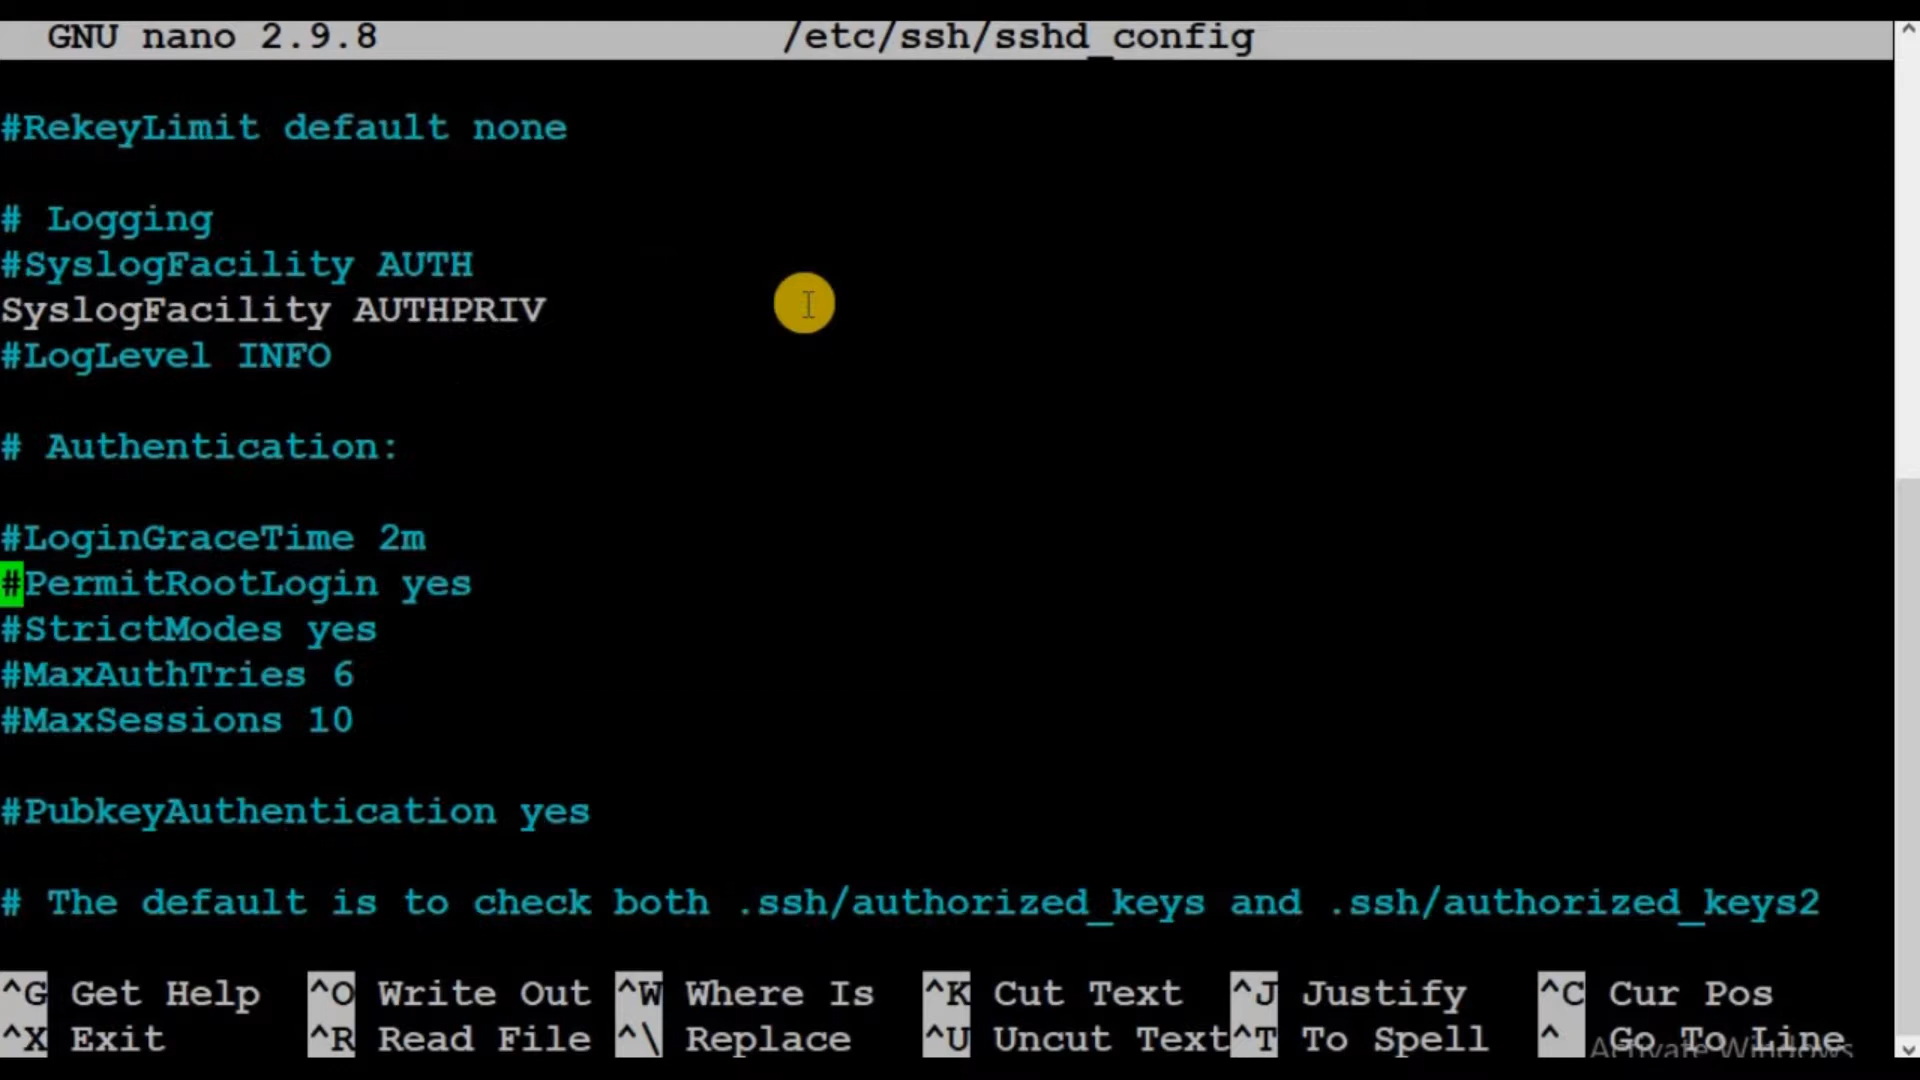 GNU nano 2.9.8 /etc/ssh/sshd_config
#RekeyLimit default none
# Logging
#SyslogFacility AUTH
SyslogFacility AUTHPRIV
#LogLevel INFO
# Authentication:
#LoginGraceTime 2m
#PermitRootLogin yes
#StrictModes yes
#MaxAuthTries 6
#MaxSessions 10
#PubkeyAuthentication yes
# The default is to check both .ssh/authorized_keys and .ssh/authorized_keys2
^G Get Help ^O Write Out ^W Where Is ^K Cut Text ^J Justify ^C Cur Pos
^X Exit ^R Read File ^\ Replace ^U Uncut Text ^T To Spell ^ Go To Line
Activate Windows